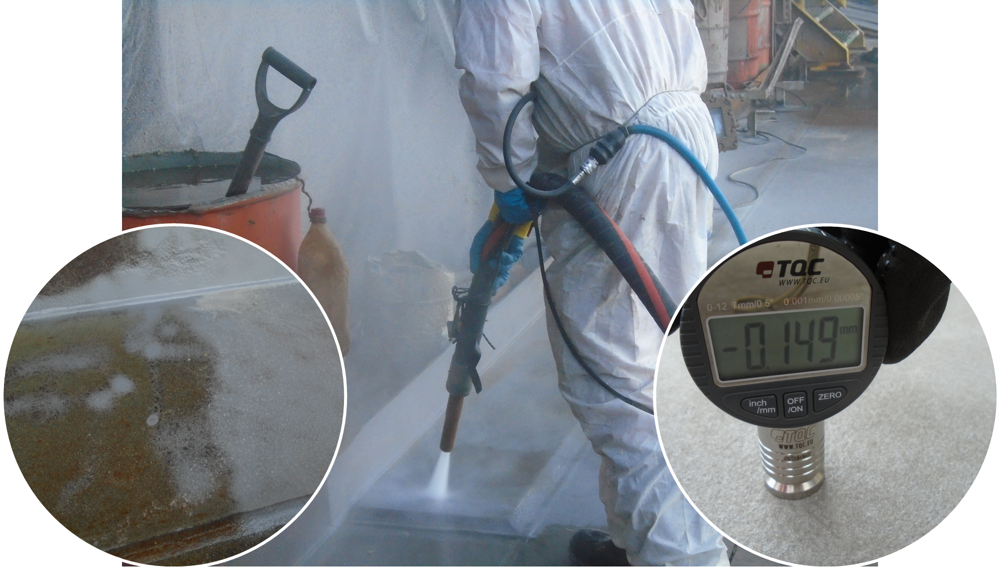 TQC
WWW.TQC.EU
0-12.7mm/0.5" 0.001mm/0.00005"
-0.149 mm
inch
/mm
OFF
/ON
ZERO
TQC
WWW.TQC.EU
sheen